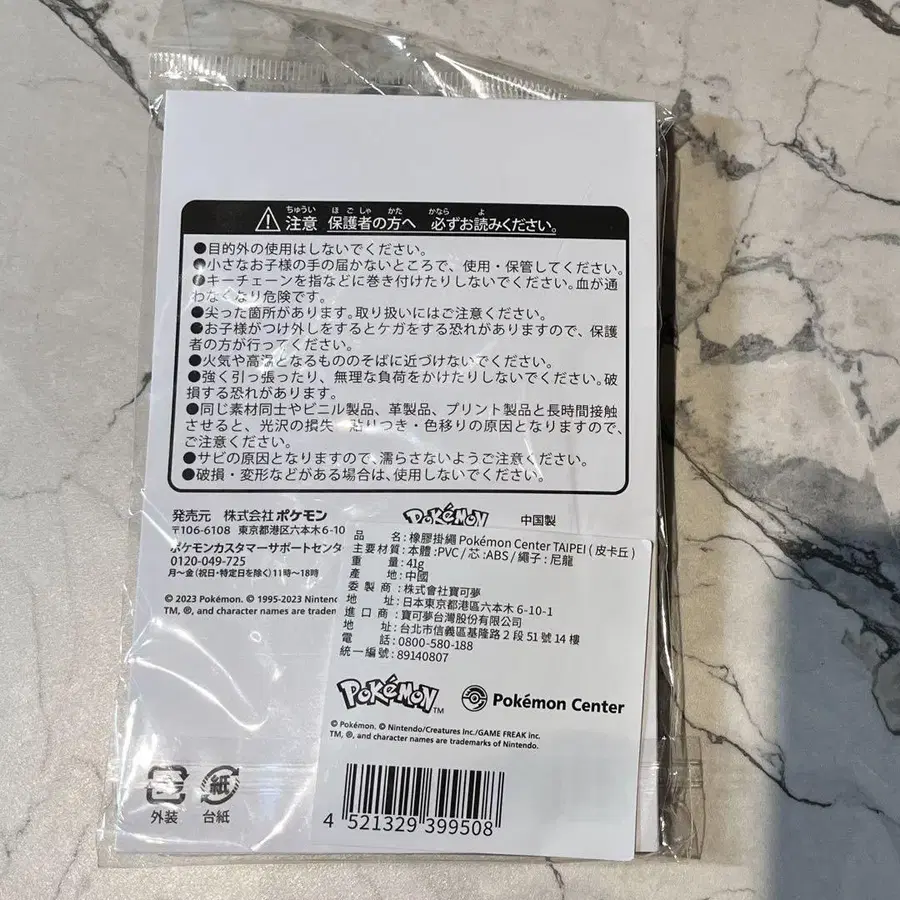 ちゅうい ほごしゃ かた かなら よ
注意 保護者の方へ 必ずお読みください。
●目的外の使用はしないでください。
●小さなお子様の手の届かないところで、使用・保管してください。
●キーチェーンを指などに巻き付けたりしないでください。血が通
わなくなり危険です。
●尖った箇所があります。取り扱いにはご注意ください。
●お子様がつけ外しをするとケガをする恐れがありますので、保護
者の方が行ってください。
●火気や高温となるもののそばに近づけないでください。
●強く引っ張ったり、無理な負荷をかけたりしないでください。破
損する恐れがあります。
●同じ素材同士やビニル製品、革製品、プリント製品と長時間接触
させると、光沢の損失・貼りつき・色移りの原因となりますので、
ご注意ください。
●サビの原因となりますので、濡らさないようご注意ください。
●破損・変形などがある場合は、使用しないでください。
発売元 株式会社ポケモン
〒106-6108 東京都港区六本木6-10
ポケモンカスタマーサポートセンタ
0120-049-725
月～金(祝日・特定日を除く)11時～18時
POKéMON 中国製
© 2023 Pokémon. © 1995-2023 Nintendo
TM, ®, and character names are tradem
品名:橡膠掛繩 Pokémon Center TAIPEI (皮卡丘)
主要材質:本體:PVC / 芯:ABS / 繩子:尼龍
重量:41g
產地:中國
委製商:株式會社寶可夢
地址:日本東京都港區六本木 6-10-1
進口商:寶可夢台灣股份有限公司
地址:台北市信義區基隆路 2 段 51 號 14 樓
電話:0800-580-188
統一編號:89140807
POKéMON™ Pokémon Center
© Pokémon. © Nintendo/Creatures Inc./GAME FREAK inc.
TM, ®, and character names are trademarks of Nintendo.
4 521329 399508
外装
紙
台紙